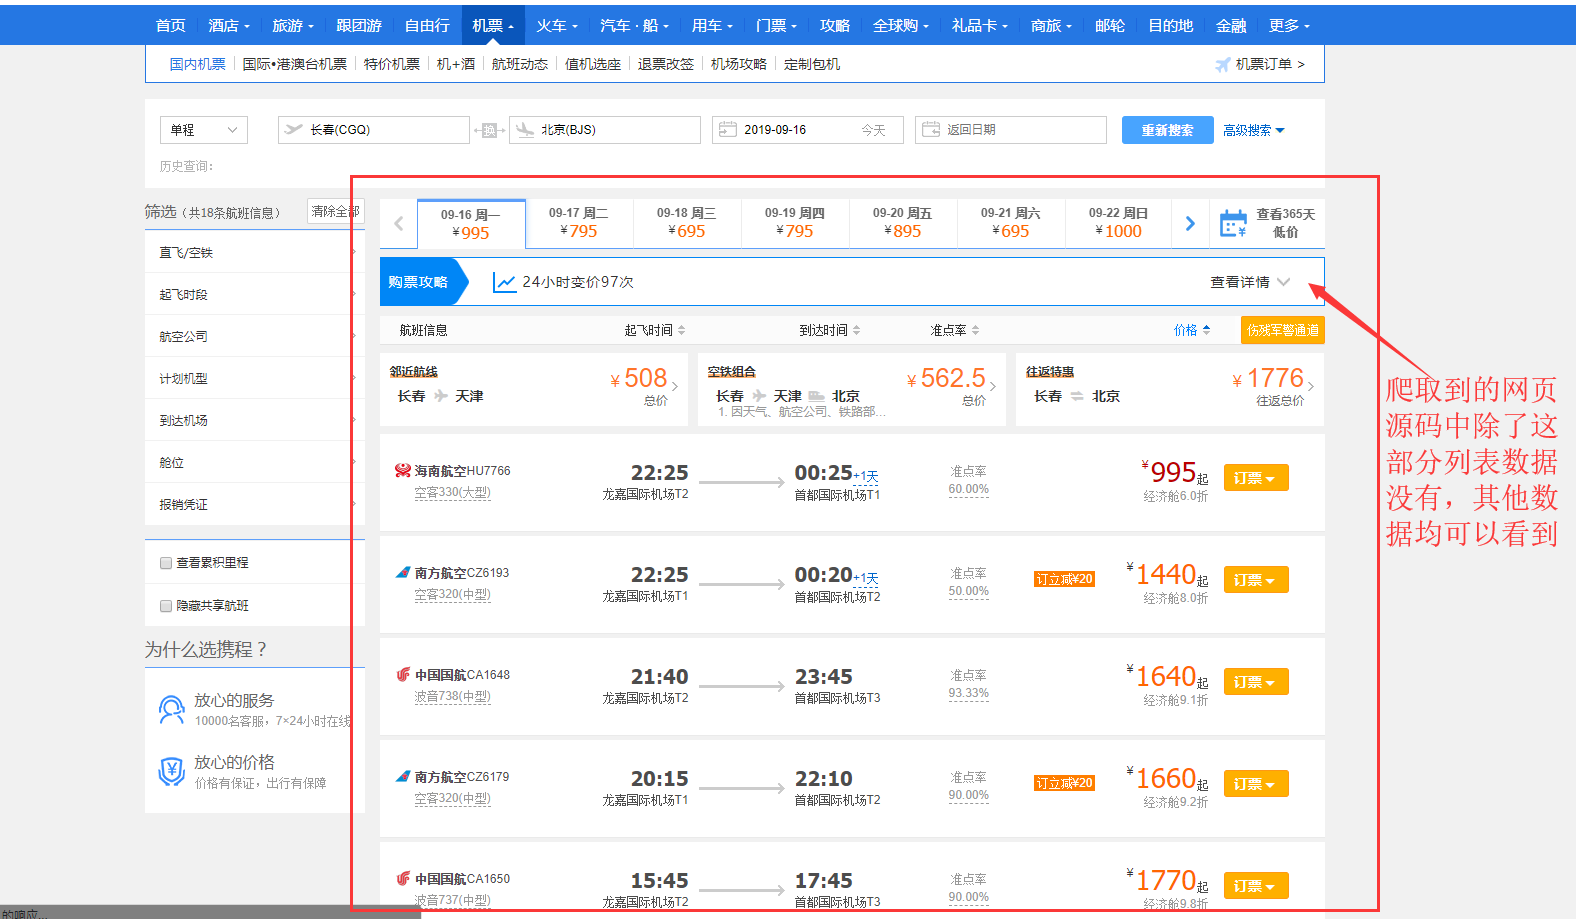 首页 酒店 旅游 跟团游 自由行 机票 火车 汽车·船 用车 门票 攻略 全球购 礼品卡 商旅 邮轮 目的地 金融 更多
国内机票 国际•港澳台机票 特价机票 机+酒 航班动态 值机选座 退票改签 机场攻略 定制包机 机票订单 >
单程 长春(CGQ) 换 北京(BJS) 2019-09-16 今天 返回日期 重新搜索 高级搜索
历史查询:
筛选（共18条航班信息） 清除全部
直飞/空铁
起飞时段
航空公司
计划机型
到达机场
舱位
报销凭证
查看累积里程
隐藏共享航班
为什么选携程？
放心的服务
10000名客服，7×24小时在线
放心的价格
价格有保证，出行有保障
09-16 周一 09-17 周二 09-18 周三 09-19 周四 09-20 周五 09-21 周六 09-22 周日 查看365天
¥995 ¥795 ¥695 ¥795 ¥895 ¥695 ¥1000 低价
购票攻略 24小时变价97次 查看详情
航班信息 起飞时间 到达时间 准点率 价格 伤残军警通道
邻近航线
长春 天津
¥508
总价
空铁组合
长春 天津 北京
1. 因天气、航空公司、铁路部...
¥562.5
总价
往返特惠
长春 北京
¥1776
往返总价
海南航空HU7766 22:25 00:25+1天 准点率 ¥995起 订票
空客330(大型) 龙嘉国际机场T2 首都国际机场T1 60.00% 经济舱6.0折
南方航空CZ6193 22:25 00:20+1天 准点率 订立减¥20 ¥1440起 订票
空客320(中型) 龙嘉国际机场T1 首都国际机场T2 50.00% 经济舱8.0折
中国国航CA1648 21:40 23:45 准点率 ¥1640起 订票
波音738(中型) 龙嘉国际机场T2 首都国际机场T3 93.33% 经济舱9.1折
南方航空CZ6179 20:15 22:10 准点率 订立减¥20 ¥1660起 订票
空客320(中型) 龙嘉国际机场T1 首都国际机场T2 90.00% 经济舱9.2折
中国国航CA1650 15:45 17:45 准点率 ¥1770起 订票
波音737(中型) 龙嘉国际机场T2 首都国际机场T3 90.00% 经济舱9.8折
爬取到的网页
源码中除了这
部分列表数据
没有，其他数
据均可以看到
的响应...